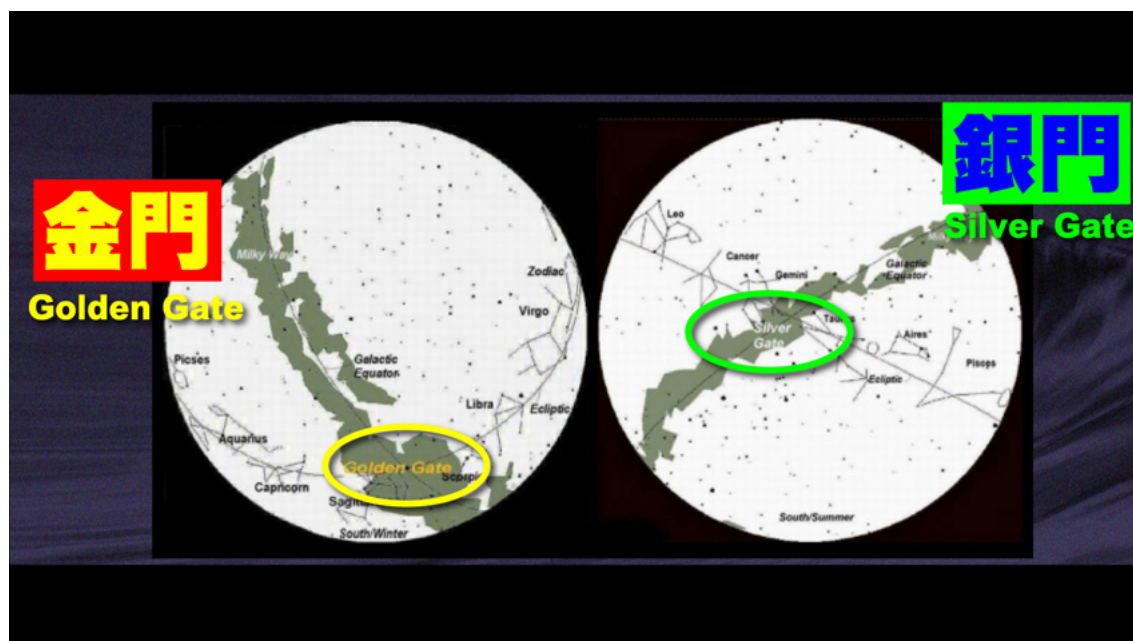 金門
Golden Gate
Milky Way
Galactic
Equator
Zodiac
Virgo
Picses
Libra
Ecliptic
Aquarius
Golden Gate
Capricorn
South/Winter
銀門
Silver Gate
Leo
Cancer
Gemini
Galactic
Equator
Silver
Gate
Aires
Pisces
Ecliptic
South/Summer